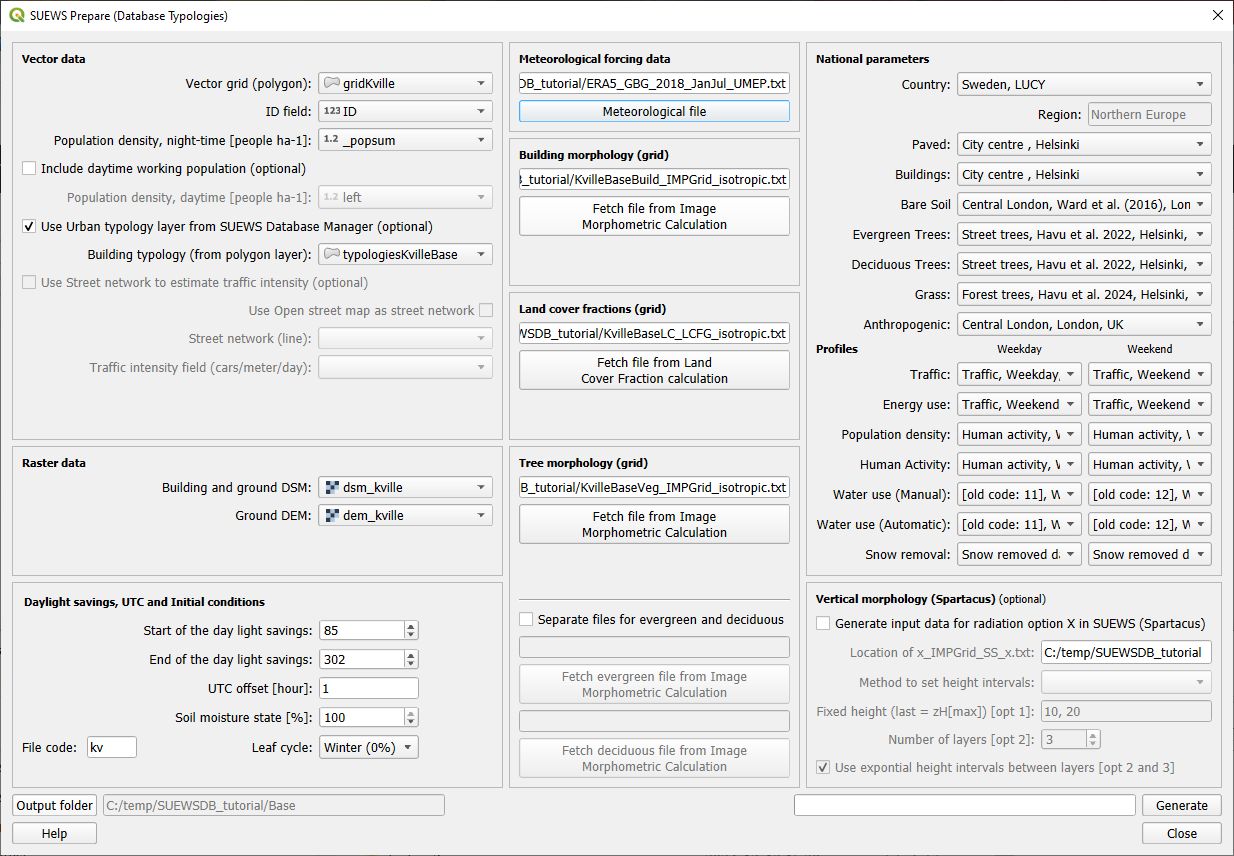 SUEWS Prepare (Database Typologies)
Vector data
Vector grid (polygon): gridKville
ID field: 123 ID
Population density, night-time [people ha-1]: 1.2 _popsum
Include daytime working population (optional)
Population density, daytime [people ha-1]: 1.2 left
Use Urban typology layer from SUEWS Database Manager (optional)
Building typology (from polygon layer): typologiesKvilleBase
Use Street network to estimate traffic intensity (optional)
Use Open street map as street network
Street network (line):
Traffic intensity field (cars/meter/day):
Raster data
Building and ground DSM: dsm_kville
Ground DEM: dem_kville
Daylight savings, UTC and Initial conditions
Start of the day light savings: 85
End of the day light savings: 302
UTC offset [hour]: 1
Soil moisture state [%]: 100
File code: kv Leaf cycle: Winter (0%)
Output folder C:/temp/SUEWSDB_tutorial/Base
Help
Meteorological forcing data
DB_tutorial/ERA5_GBG_2018_JanJul_UMEP.txt
Meteorological file
Building morphology (grid)
B_tutorial/KvilleBaseBuild_IMPGrid_isotropic.txt
Fetch file from Image
Morphometric Calculation
Land cover fractions (grid)
WSDB_tutorial/KvilleBaseLC_LCFG_isotropic.txt
Fetch file from Land
Cover Fraction calculation
Tree morphology (grid)
B_tutorial/KvilleBaseVeg_IMPGrid_isotropic.txt
Fetch file from Image
Morphometric Calculation
Separate files for evergreen and deciduous
Fetch evergreen file from Image
Morphometric Calculation
Fetch deciduous file from Image
Morphometric Calculation
National parameters
Country: Sweden, LUCY
Region: Northern Europe
Paved: City centre , Helsinki
Buildings: City centre , Helsinki
Bare Soil Central London, Ward et al. (2016), Lon
Evergreen Trees: Street trees, Havu et al. 2022, Helsinki,
Deciduous Trees: Street trees, Havu et al. 2022, Helsinki,
Grass: Forest trees, Havu et al. 2024, Helsinki,
Anthropogenic: Central London, London, UK
Profiles Weekday Weekend
Traffic: Traffic, Weekday, Traffic, Weekend
Energy use: Traffic, Weekend Traffic, Weekend
Population density: Human activity, W Human activity, \
Human Activity: Human activity, W Human activity, \
Water use (Manual): [old code: 11], W [old code: 12], W
Water use (Automatic): [old code: 11], W [old code: 12], W
Snow removal: Snow removed da Snow removed d
Vertical morphology (Spartacus) (optional)
Generate input data for radiation option X in SUEWS (Spartacus)
Location of x_IMPGrid_SS_x.txt: C:/temp/SUEWSDB_tutorial
Method to set height intervals:
Fixed height (last = zH[max]) [opt 1]: 10, 20
Number of layers [opt 2]: 3
Use expontial height intervals between layers [opt 2 and 3]
Generate
Close